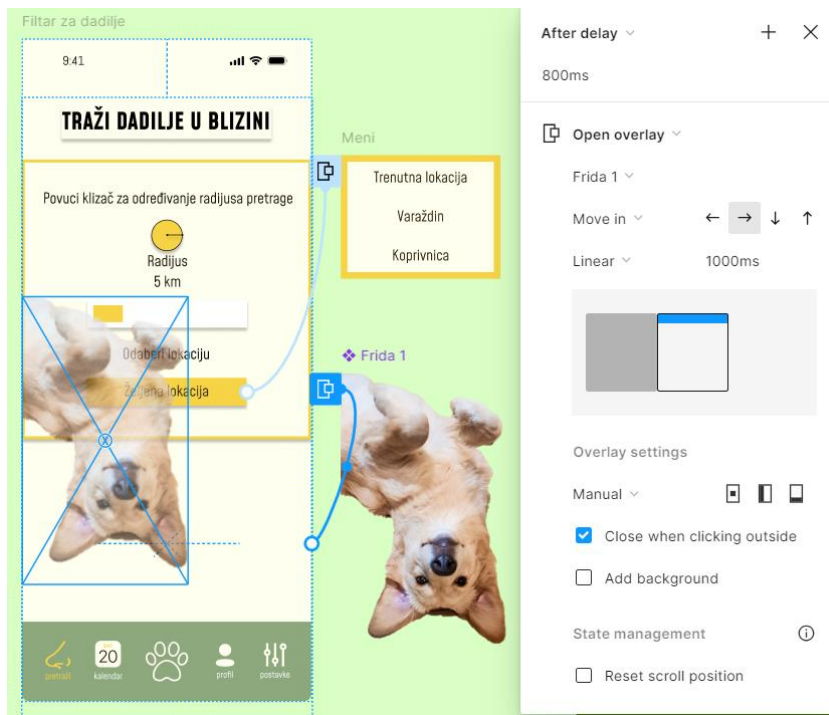 Filtar za dadilje
9:41
TRAŽI DADILJE U BLIZINI
Povuci klizač za određivanje radijusa pretrage
Radijus
5 km
Odaberi lokaciju
Željena lokacija
pretraži
20
kalendar
profil
postavke
Meni
Trenutna lokacija
Varaždin
Koprivnica
Frida 1
After delay
800ms
Open overlay
Frida 1
Move in
Linear 1000ms
Overlay settings
Manual
Close when clicking outside
Add background
State management
Reset scroll position